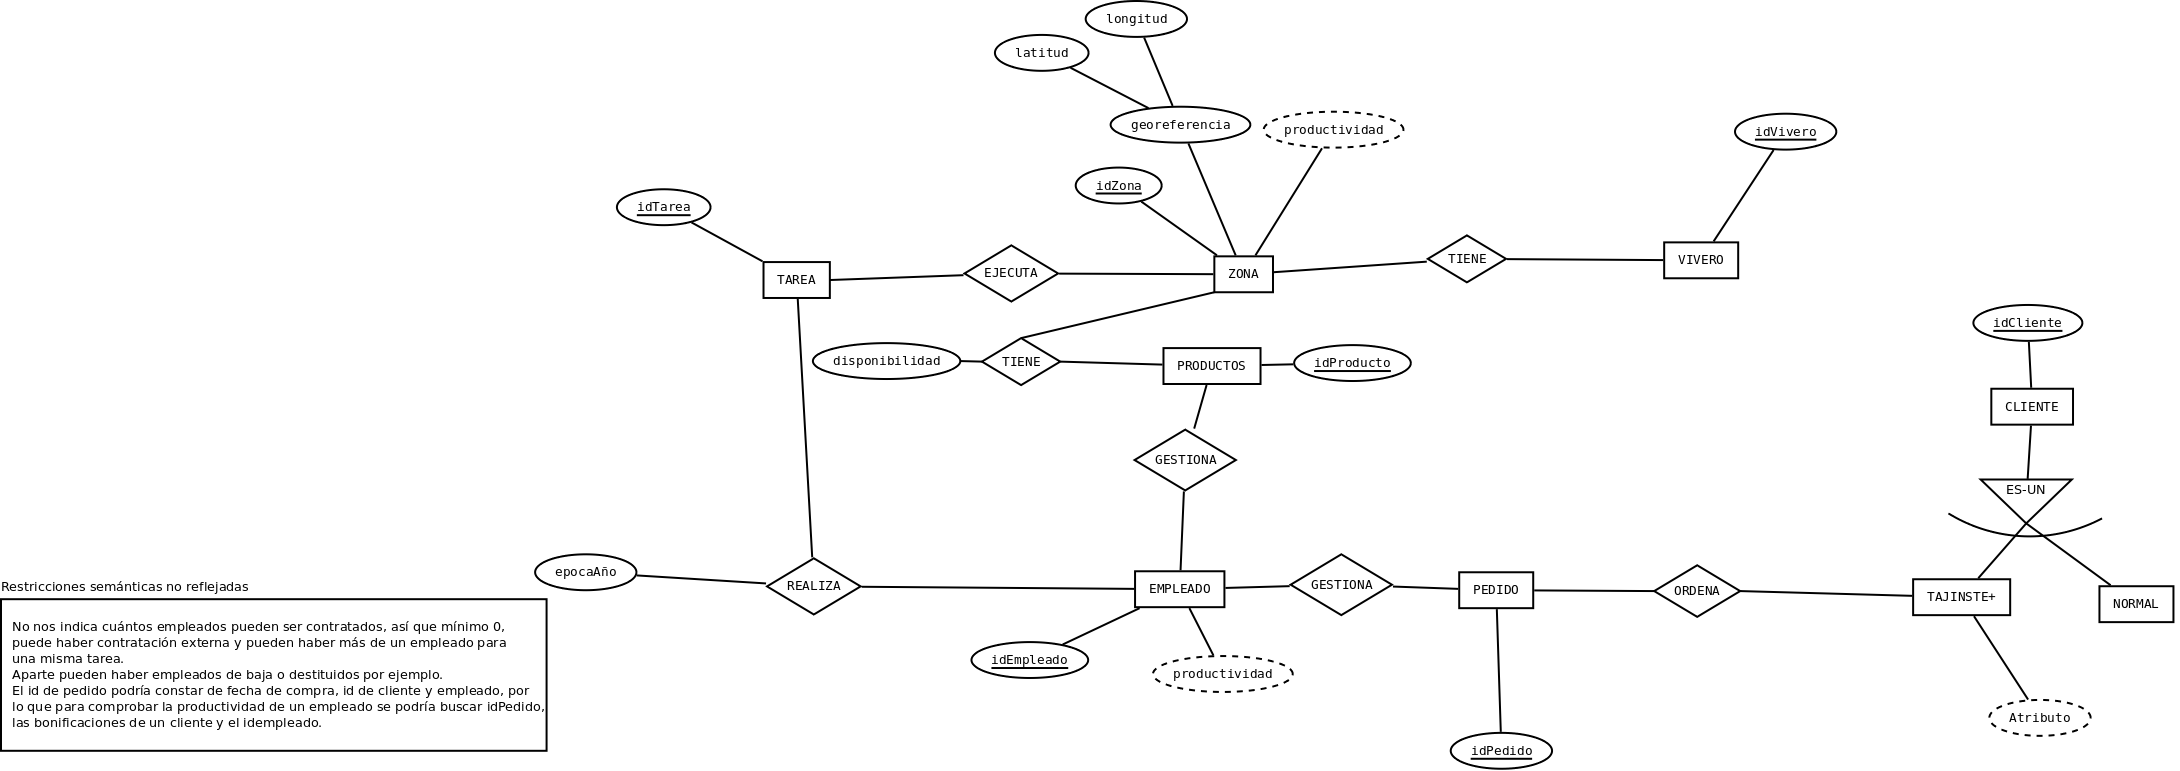 longitud
latitud
georeferencia
productividad
idVivero
idZona
idTarea
TIENE
VIVERO
EJECUTA
ZONA
TAREA
idCliente
disponibilidad
TIENE
PRODUCTOS
idProducto
CLIENTE
GESTIONA
ES-UN
epocaAño
REALIZA
EMPLEADO
GESTIONA
PEDIDO
ORDENA
TAJINSTE+
NORMAL
idEmpleado
productividad
Atributo
idPedido
Restricciones semánticas no reflejadas
No nos indica cuántos empleados pueden ser contratados, así que mínimo 0,
puede haber contratación externa y pueden haber más de un empleado para
una misma tarea.
Aparte pueden haber empleados de baja o destituidos por ejemplo.
El id de pedido podría constar de fecha de compra, id de cliente y empleado, por
lo que para comprobar la productividad de un empleado se podría buscar idPedido,
las bonificaciones de un cliente y el idempleado.